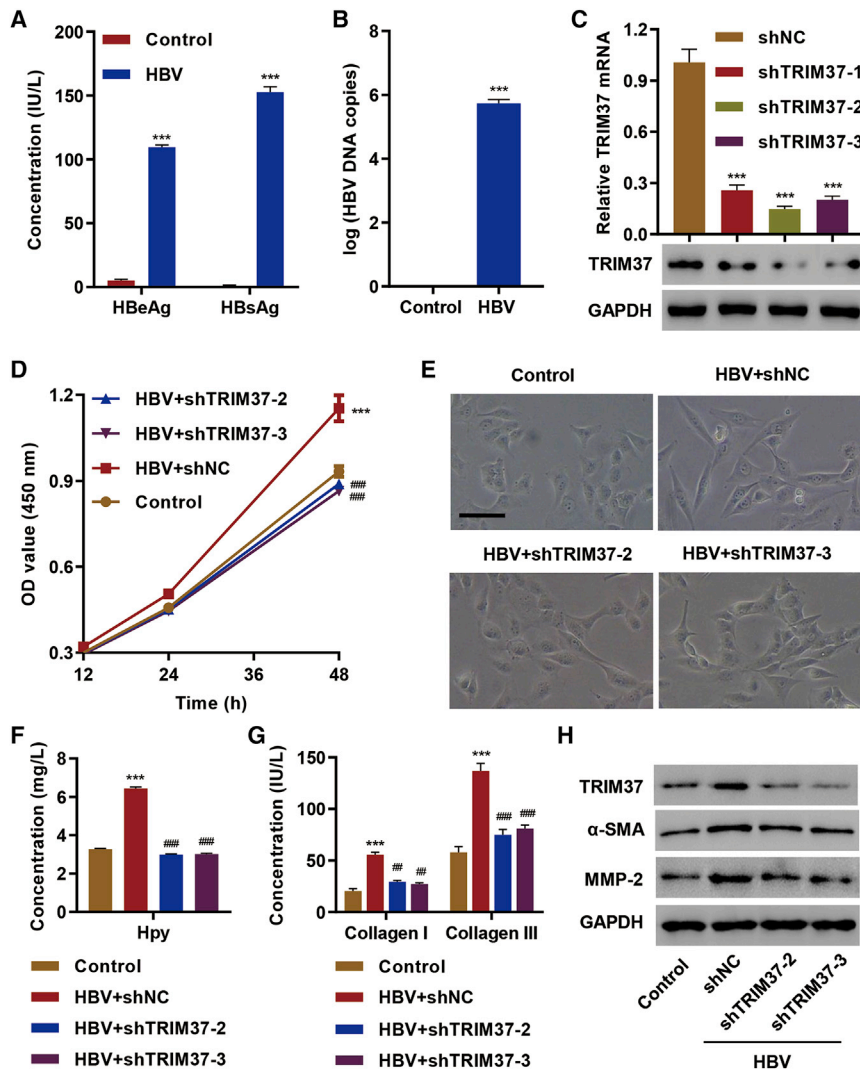 A
Concentration (IU/L)
200
150
100
50
0
Control
HBV
***
***
HBeAg
HBsAg
B
log (HBV DNA copies)
8
6
4
2
0
***
Control
HBV
C
Relative TRIM37 mRNA
1.2
0.9
0.6
0.3
0.0
shNC
shTRIM37-1
shTRIM37-2
shTRIM37-3
***
***
***
TRIM37
GAPDH
D
OD value (450 nm)
1.2
0.9
0.6
0.3
HBV+shTRIM37-2
HBV+shTRIM37-3
HBV+shNC
Control
***
###
###
12
24
36
48
Time (h)
E
Control
HBV+shNC
HBV+shTRIM37-2
HBV+shTRIM37-3
F
Concentration (mg/L)
8
6
4
2
0
***
###
###
Hpy
Control
HBV+shNC
HBV+shTRIM37-2
HBV+shTRIM37-3
G
Concentration (IU/L)
150
100
50
0
***
##
##
***
###
###
Collagen I
Collagen III
Control
HBV+shNC
HBV+shTRIM37-2
HBV+shTRIM37-3
H
TRIM37
α-SMA
MMP-2
GAPDH
Control
shNC
shTRIM37-2
shTRIM37-3
HBV